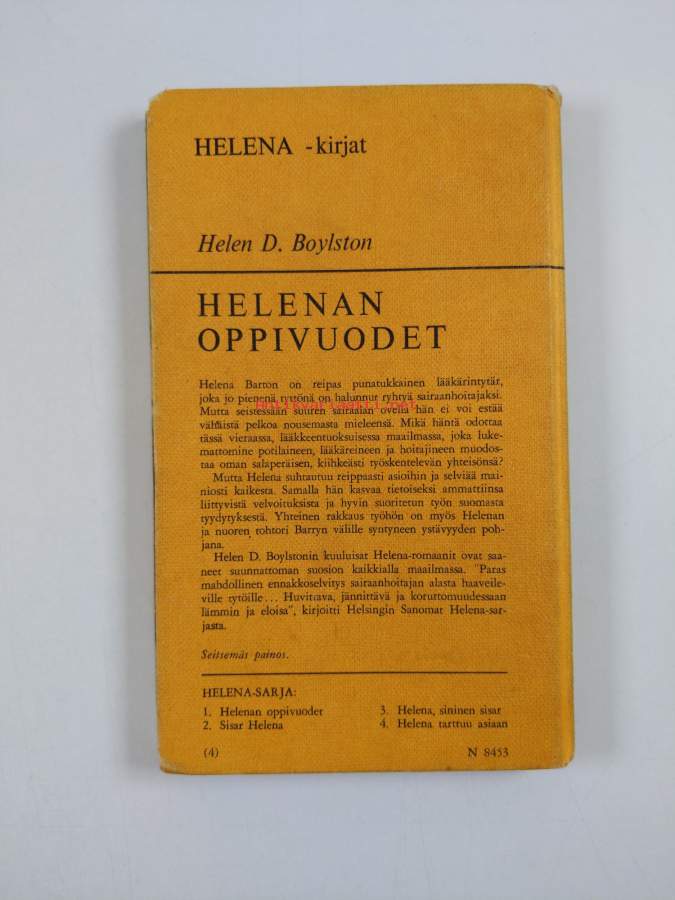 HELENA -kirjat
Helen D. Boylston
HELENAN
OPPIVUODET
Helena Barton on reipas punatukkainen lääkärintytär,
joka jo pienenä tyttönä on halunnut ryhtyä sairaanhoitajaksi.
Mutta seistessään suuren sairaalan ovella hän ei voi estää
vähäistä pelkoa nousemasta mieleensä. Mikä häntä odottaa
tässä vieraassa, lääkkeentuoksuisessa maailmassa, joka luke-
mattomine potilaineen, lääkäreineen ja hoitajineen muodos-
taa oman salaperäisen, kiihkeästi työskentelevän yhteisönsä?
Mutta Helena suhtautuu reippaasti asioihin ja selviää mai-
niosti kaikesta. Samalla hän kasvaa tietoiseksi ammattiinsa
liittyvistä velvoituksista ja hyvin suoritetun työn suomasta
tyydytyksestä. Yhteinen rakkaus työhön on myös Helenan
ja nuoren tohtori Barryn välille syntyneen ystävyyden poh-
jana.
Helen D. Boylstonin kuuluisat Helena-romaanit ovat saa-
neet suunnattoman suosion kaikkialla maailmassa. "Paras
mahdollinen ennakkoselvitys sairaanhoitajan alasta haaveile-
ville tytöille... Huvittava, jännittävä ja koruttomuudessaan
lämmin ja eloisa", kirjoitti Helsingin Sanomat Helena-sar-
jasta.
Seitsemäs painos.
HELENA-SARJA:
1. Helenan oppivuodet
2. Sisar Helena
3. Helena, sininen sisar
4. Helena tarttuu asiaan
(4)
N 8453